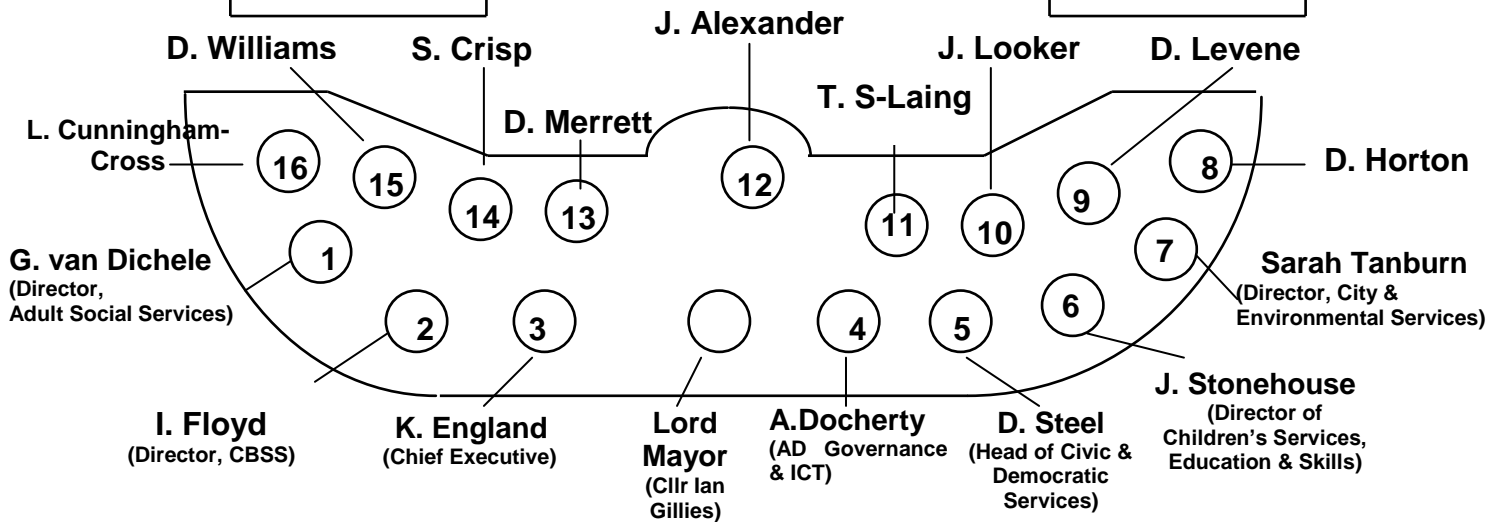 J. Alexander
D. Williams
S. Crisp
J. Looker
D. Levene
T. S-Laing
L. Cunningham-
Cross
D. Merrett
D. Horton
16
15
14
13
12
11
10
9
8
G. van Dichele
(Director,
Adult Social Services)
1
2
3
4
5
6
7
Sarah Tanburn
(Director, City &
Environmental Services)
I. Floyd
(Director, CBSS)
K. England
(Chief Executive)
Lord
Mayor
(Cllr Ian
Gillies)
A.Docherty
(AD Governance
& ICT)
D. Steel
(Head of Civic &
Democratic
Services)
J. Stonehouse
(Director of
Children's Services,
Education & Skills)